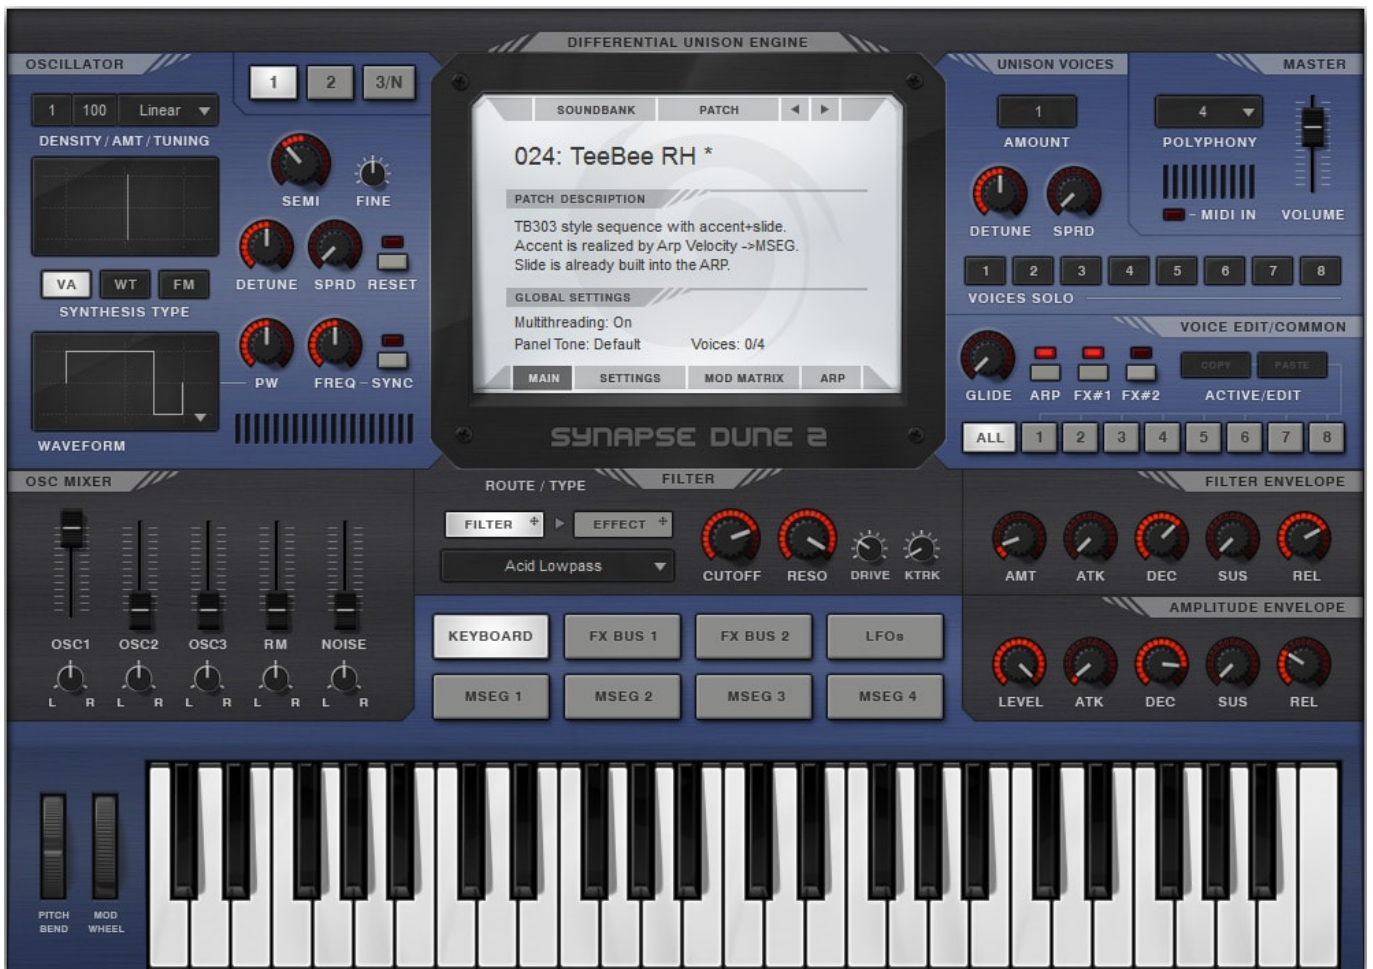 DIFFERENTIAL UNISON ENGINE
OSCILLATOR
1
2
3/N
1 100 Linear
DENSITY / AMT / TUNING
SEMI
FINE
DETUNE SPRD RESET
VA WT FM
SYNTHESIS TYPE
PW FREQ - SYNC
WAVEFORM
SOUNDBANK PATCH
024: TeeBee RH *
PATCH DESCRIPTION
TB303 style sequence with accent+slide.
Accent is realized by Arp Velocity ->MSEG.
Slide is already built into the ARP.
GLOBAL SETTINGS
Multithreading: On
Panel Tone: Default Voices: 0/4
MAIN SETTINGS MOD MATRIX ARP
SYNAPSE DUNE 2
UNISON VOICES
1
AMOUNT
DETUNE SPRD
MASTER
4
POLYPHONY
- MIDI IN
VOLUME
1 2 3 4 5 6 7 8
VOICES SOLO
VOICE EDIT/COMMON
GLIDE ARP FX#1 FX#2
COPY PASTE
ACTIVE/EDIT
ALL 1 2 3 4 5 6 7 8
OSC MIXER
OSC1 OSC2 OSC3 RM NOISE
L R L R L R L R L R
FILTER
ROUTE / TYPE
FILTER EFFECT
Acid Lowpass
CUTOFF RESO DRIVE KTRK
FILTER ENVELOPE
AMT ATK DEC SUS REL
AMPLITUDE ENVELOPE
LEVEL ATK DEC SUS REL
KEYBOARD FX BUS 1 FX BUS 2 LFOs
MSEG 1 MSEG 2 MSEG 3 MSEG 4
PITCH
BEND
MOD
WHEEL